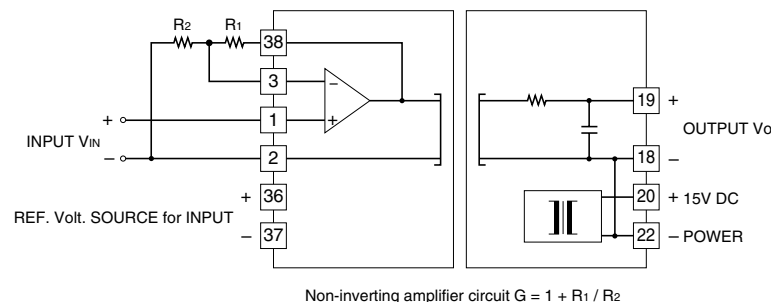 R2 R1
38
3
−
1
+
+
INPUT VIN
−
2
+ 36
REF. Volt. SOURCE for INPUT
− 37
19 +
OUTPUT Vo
18 −
20 + 15V DC
22 − POWER
Non-inverting amplifier circuit G = 1 + R1 / R2